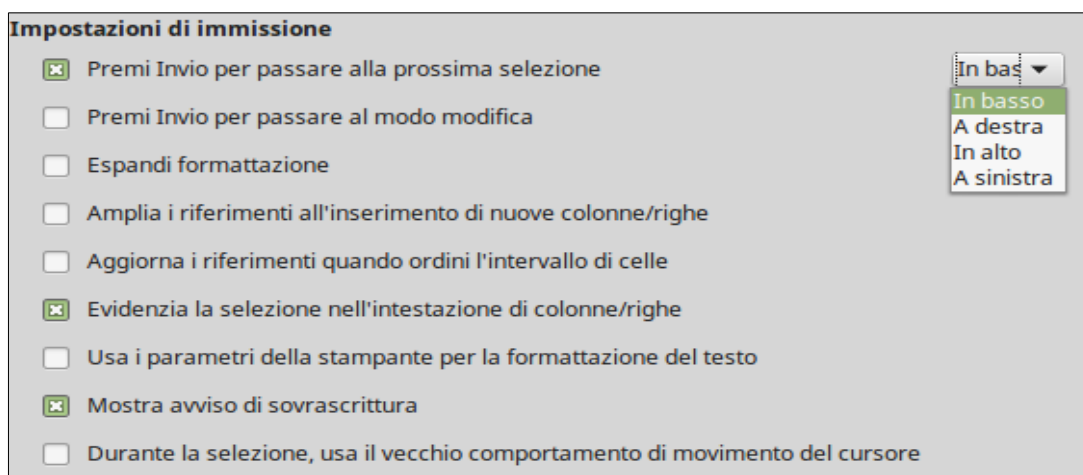 Impostazioni di immissione
Premi Invio per passare alla prossima selezione
In bas
In basso
A destra
In alto
A sinistra
Premi Invio per passare al modo modifica
Espandi formattazione
Amplia i riferimenti all'inserimento di nuove colonne/righe
Aggiorna i riferimenti quando ordini l'intervallo di celle
Evidenzia la selezione nell'intestazione di colonne/righe
Usa i parametri della stampante per la formattazione del testo
Mostra avviso di sovrascrittura
Durante la selezione, usa il vecchio comportamento di movimento del cursore